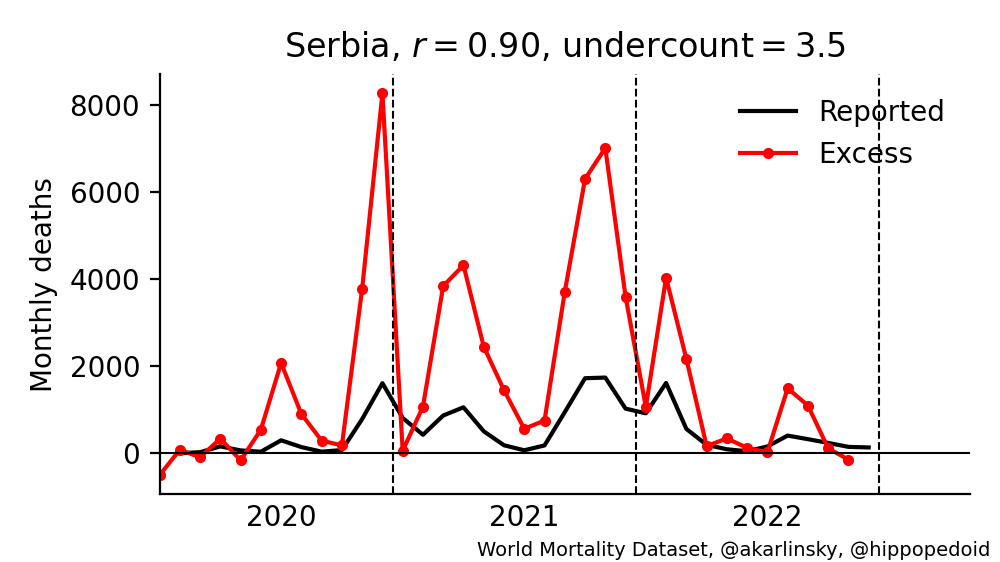 Serbia, r = 0.90, undercount = 3.5
Reported
Excess
Monthly deaths
8000
6000
4000
2000
0
2020 2021 2022
World Mortality Dataset, @akarlinsky, @hippopedoid